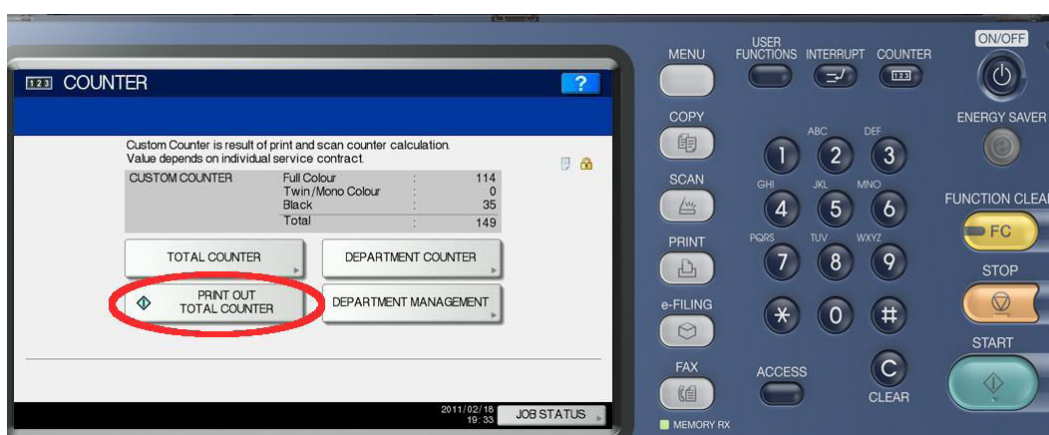 123 COUNTER
?
Custom Counter is result of print and scan counter calculation.
Value depends on individual service contract.
CUSTOM COUNTER Full Colour : 114
Twin/Mono Colour : 0
Black : 35
Total : 149
TOTAL COUNTER
DEPARTMENT COUNTER
PRINT OUT
TOTAL COUNTER
DEPARTMENT MANAGEMENT
2011/02/18
19:33
JOB STATUS
MENU
USER
FUNCTIONS
INTERRUPT
COUNTER
123
ON/OFF
COPY
ENERGY SAVER
ABC
DEF
1
2
3
SCAN
GHI
JKL
MNO
4
5
6
FUNCTION CLEA
FC
PRINT
PQRS
TUV
WXYZ
7
8
9
STOP
e-FILING
*
0
#
START
FAX
ACCESS
C
CLEAR
MEMORY RX